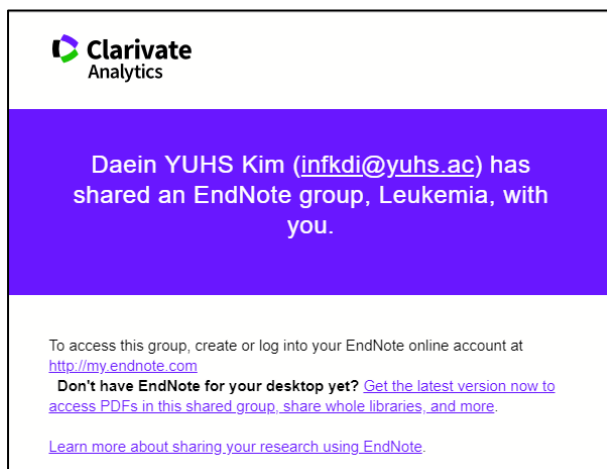 Clarivate
Analytics
Daein YUHS Kim (infkdi@yuhs.ac) has
shared an EndNote group, Leukemia, with
you.
To access this group, create or log into your EndNote online account at
http://my.endnote.com
Don't have EndNote for your desktop yet? Get the latest version now to
access PDFs in this shared group, share whole libraries, and more.
Learn more about sharing your research using EndNote.